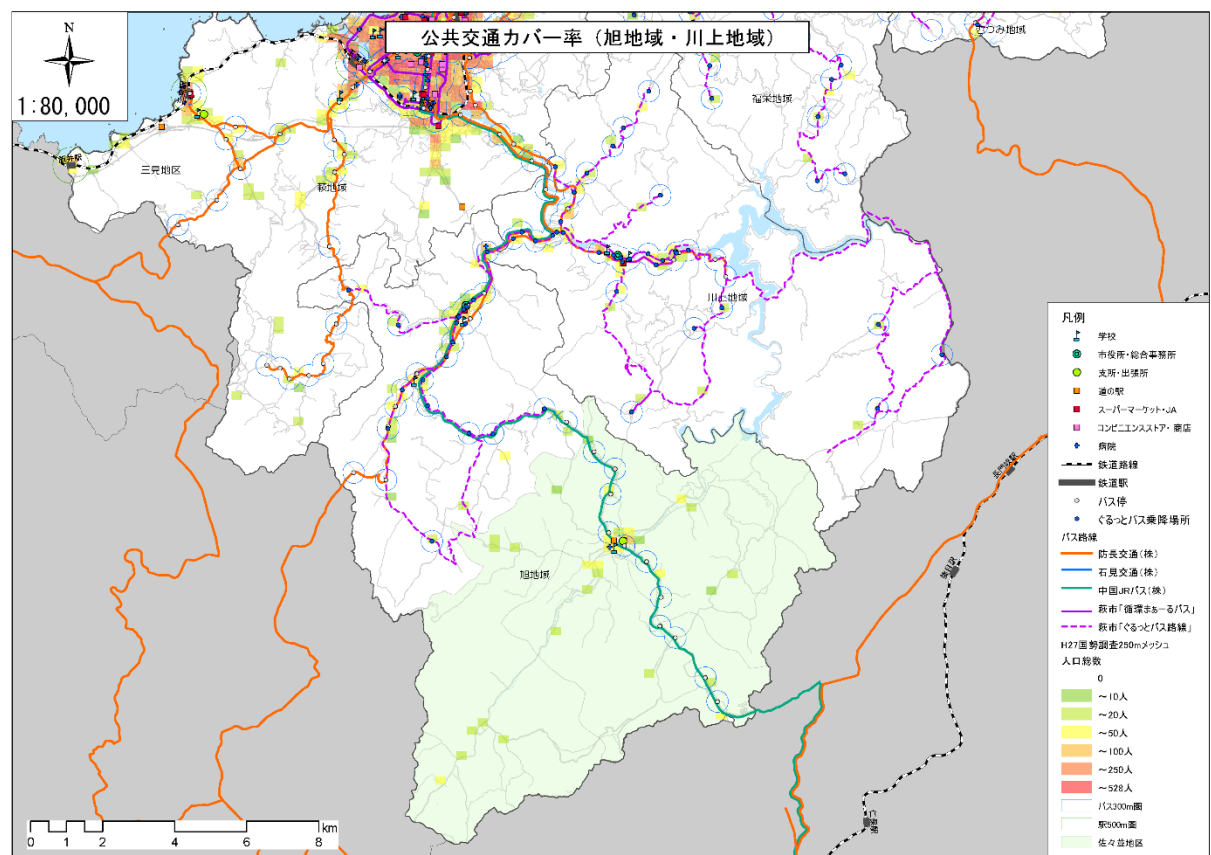 公共交通カバー率（旭地域・川上地域）
N
1:80,000
むつみ地域
福栄地域
三見地区
萩地域
川上地域
旭地域
長門峡駅
篠目駅
凡例
学校
市役所・総合事務所
支所・出張所
道の駅
スーパーマーケット・JA
コンビニエンスストア・商店
病院
鉄道路線
鉄道駅
バス停
ぐるっとバス乗降場所
バス路線
防長交通(株)
石見交通(株)
中国JRバス(株)
萩市「循環まぁーるバス」
萩市「ぐるっとバス路線」
H27国勢調査250mメッシュ
人口総数
0
～10人
～20人
～50人
～100人
～250人
～528人
バス300m圏
駅500m圏
佐々並地区
0 1 2 4 6 8 km